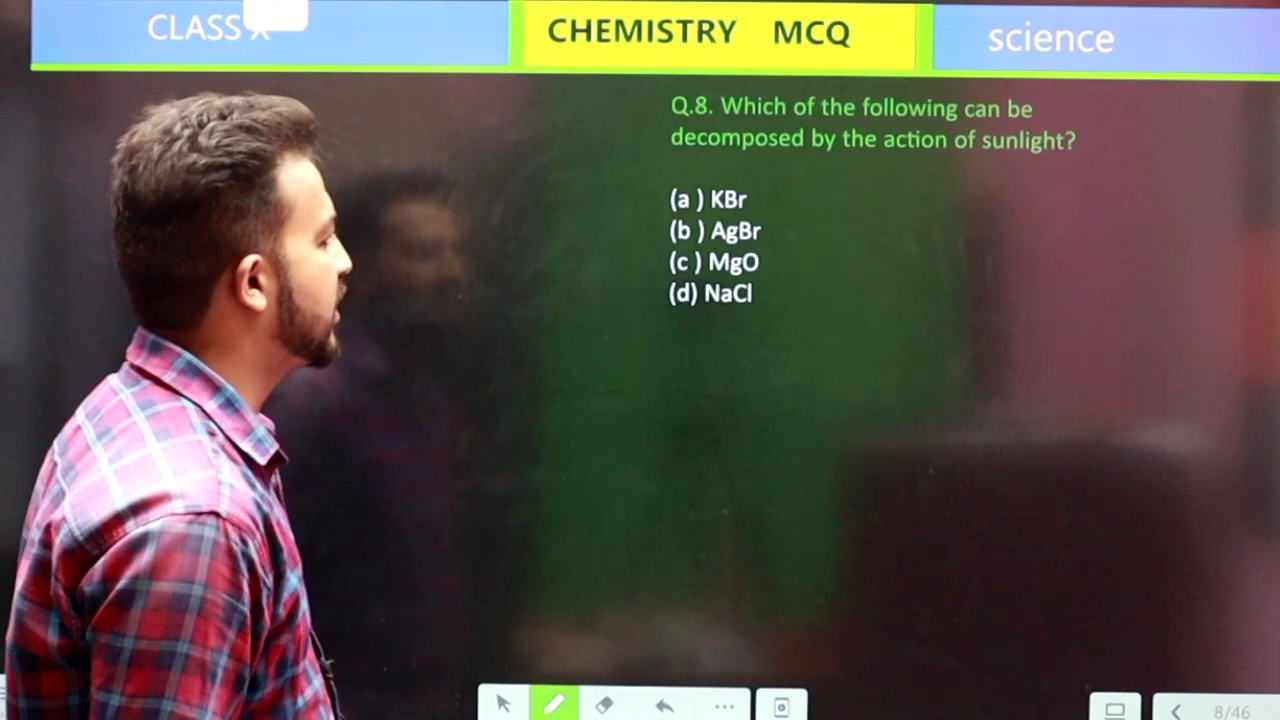 CLASS X
CHEMISTRY MCQ
science
Q.8. Which of the following can be
decomposed by the action of sunlight?
(a ) KBr
(b ) AgBr
(c ) MgO
(d) NaCl
8/46